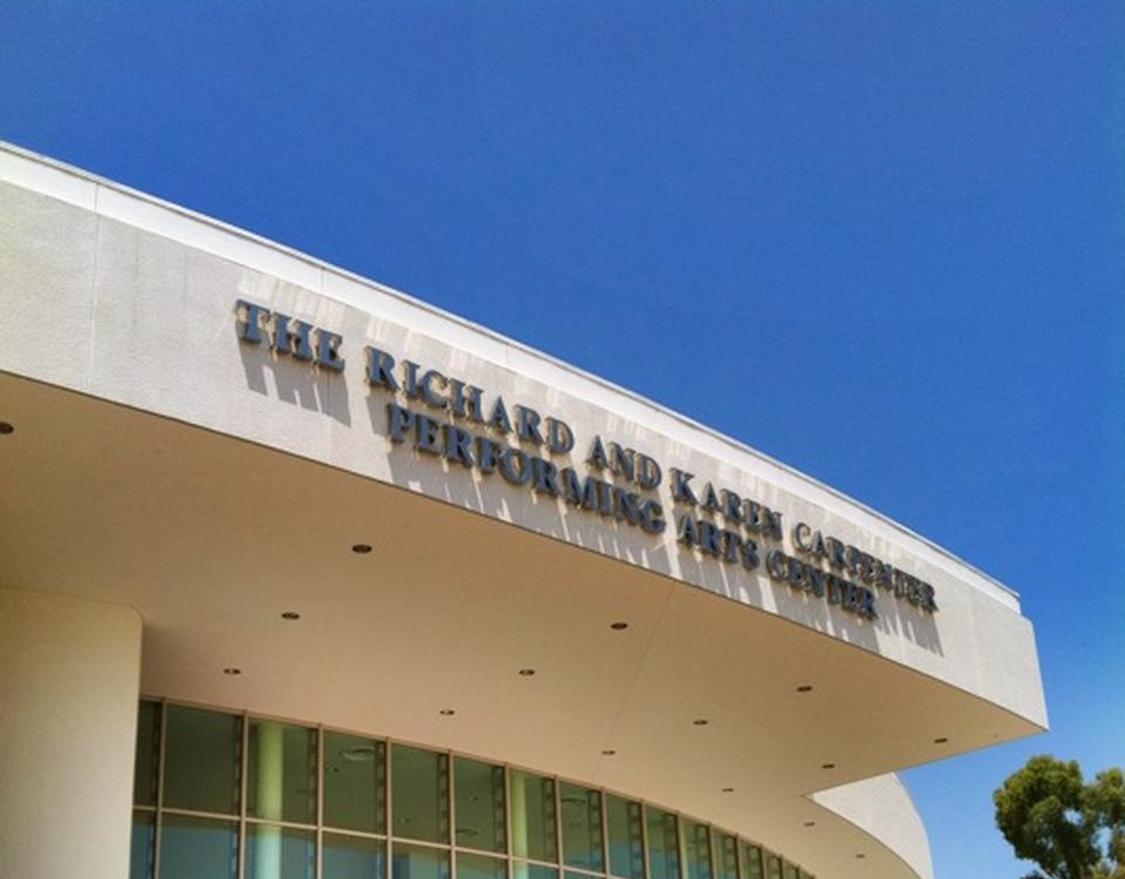 THE RICHARD AND KAREN CARPENTER
PERFORMING ARTS CENTER